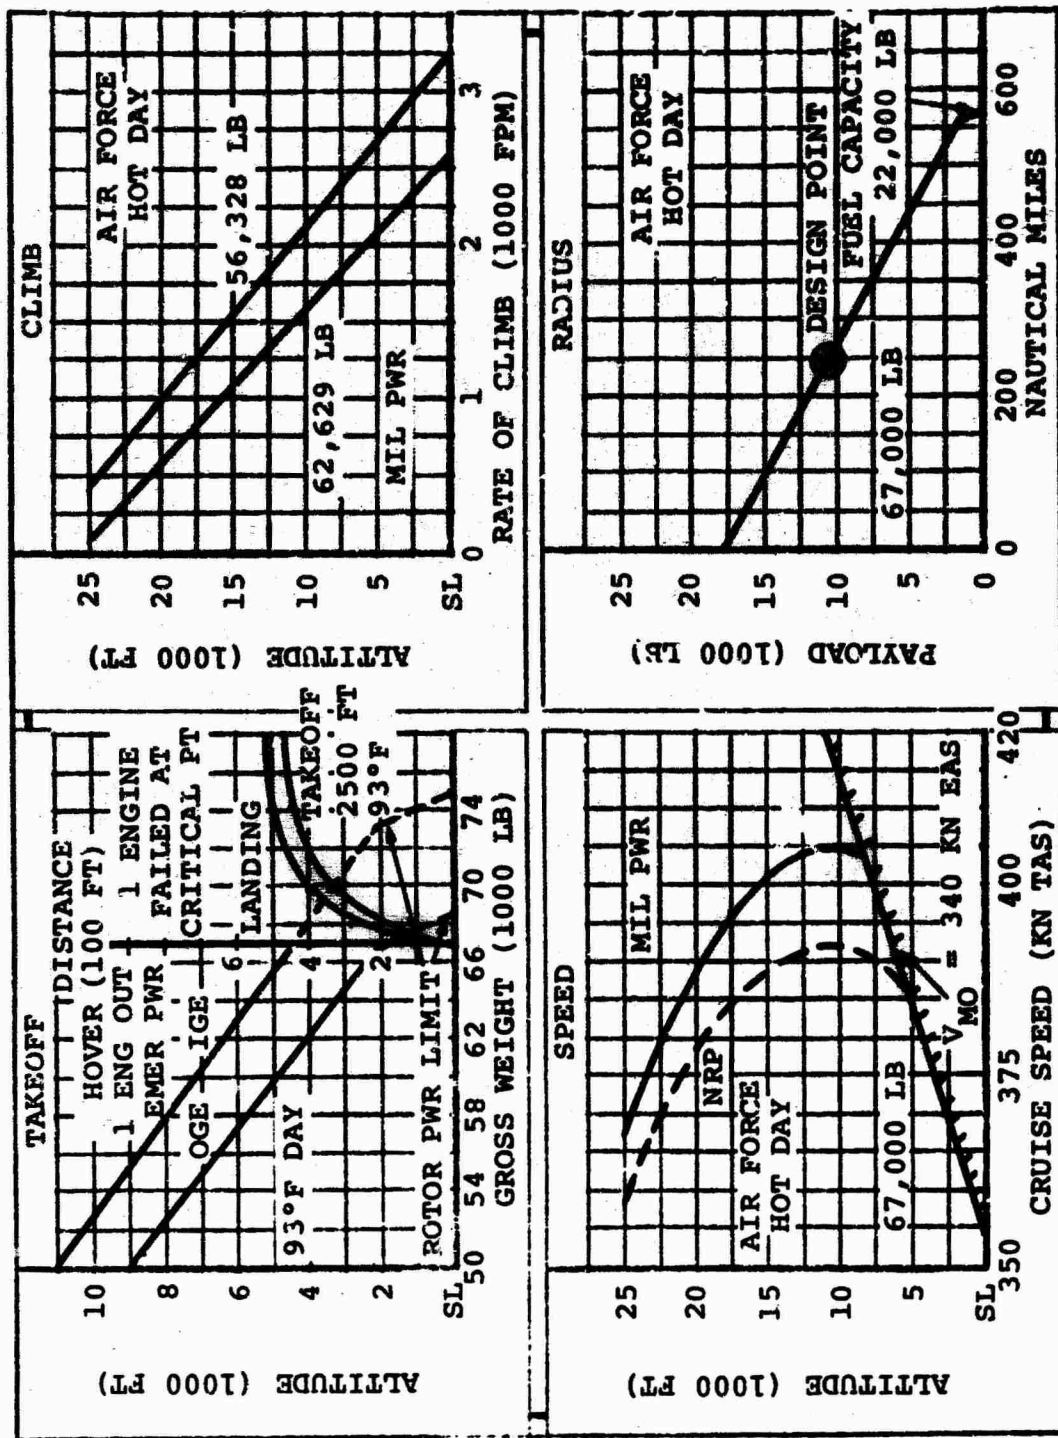 TAKEOFF
DISTANCE
HOVER (100 FT)
1 ENG OUT
EMER PWR
1 ENGINE
FAILED AT
CRITICAL PT
OGE
IGE
LANDING
TAKEOFF
2500 FT
93°F
93°F DAY
ROTOR PWR LIMIT
6
4
2
10
8
6
4
2
SL
50
54
58
62
66
70
74
ALTITUDE (1000 FT)
GROSS WEIGHT (1000 LB)
CLIMB
AIR FORCE
HOT DAY
56,328 LB
62,629 LB
MIL PWR
25
20
15
10
5
SL
0
1
2
3
ALTITUDE (1000 FT)
RATE OF CLIMB (1000 FPM)
SPEED
MIL PWR
NRP
AIR FORCE
HOT DAY
67,000 LB
VMO = 340 KN EAS
25
20
15
10
5
SL
350
375
400
420
ALTITUDE (1000 FT)
CRUISE SPEED (KN TAS)
RADIUS
AIR FORCE
HOT DAY
DESIGN POINT
FUEL CAPACITY
22,000 LB
67,000 LB
25
20
15
10
5
0
0
200
400
600
PAYLOAD (1000 LB)
NAUTICAL MILES